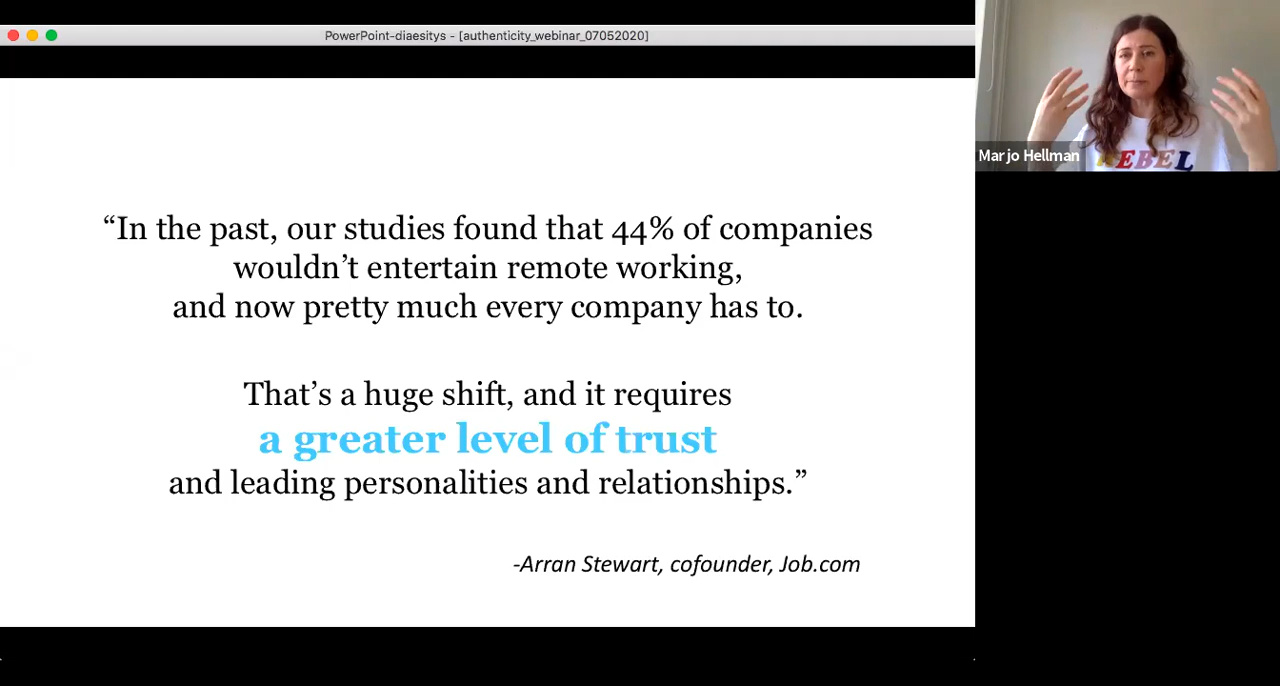 PowerPoint-diaesitys - [authenticity_webinar_07052020]
“In the past, our studies found that 44% of companies
wouldn’t entertain remote working,
and now pretty much every company has to.
That’s a huge shift, and it requires
a greater level of trust
and leading personalities and relationships.”
-Arran Stewart, cofounder, Job.com
Marjo Hellman
REBEL